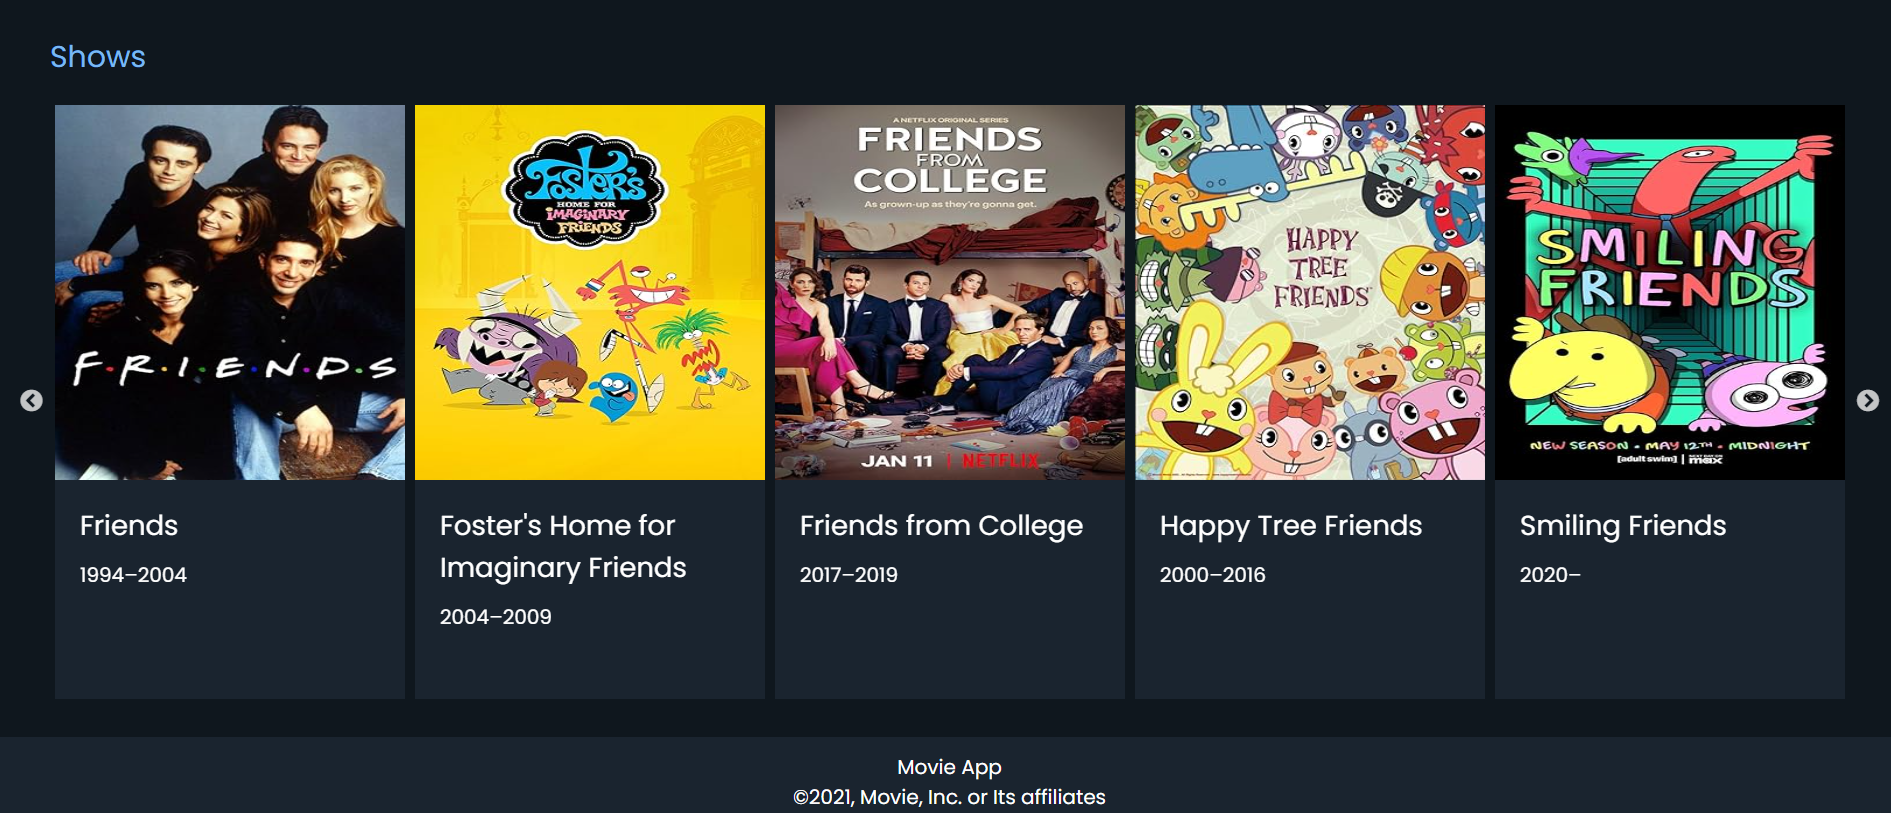 Shows
F·R·I·E·N·D·S
Foster's
HOME FOR
IMAGINARY
FRIENDS
A NETFLIX ORIGINAL SERIES
FRIENDS
FROM
COLLEGE
As grown-up as they're gonna get.
JAN 11 | NETFLIX
HAPPY
TREE
FRIENDS
SMILING
FRIENDS
NEW SEASON • MAY 12TH • MIDNIGHT
[adult swim] | NEXT DAY ON max
Friends
1994–2004
Foster's Home for
Imaginary Friends
2004–2009
Friends from College
2017–2019
Happy Tree Friends
2000–2016
Smiling Friends
2020–
Movie App
©2021, Movie, Inc. or Its affiliates